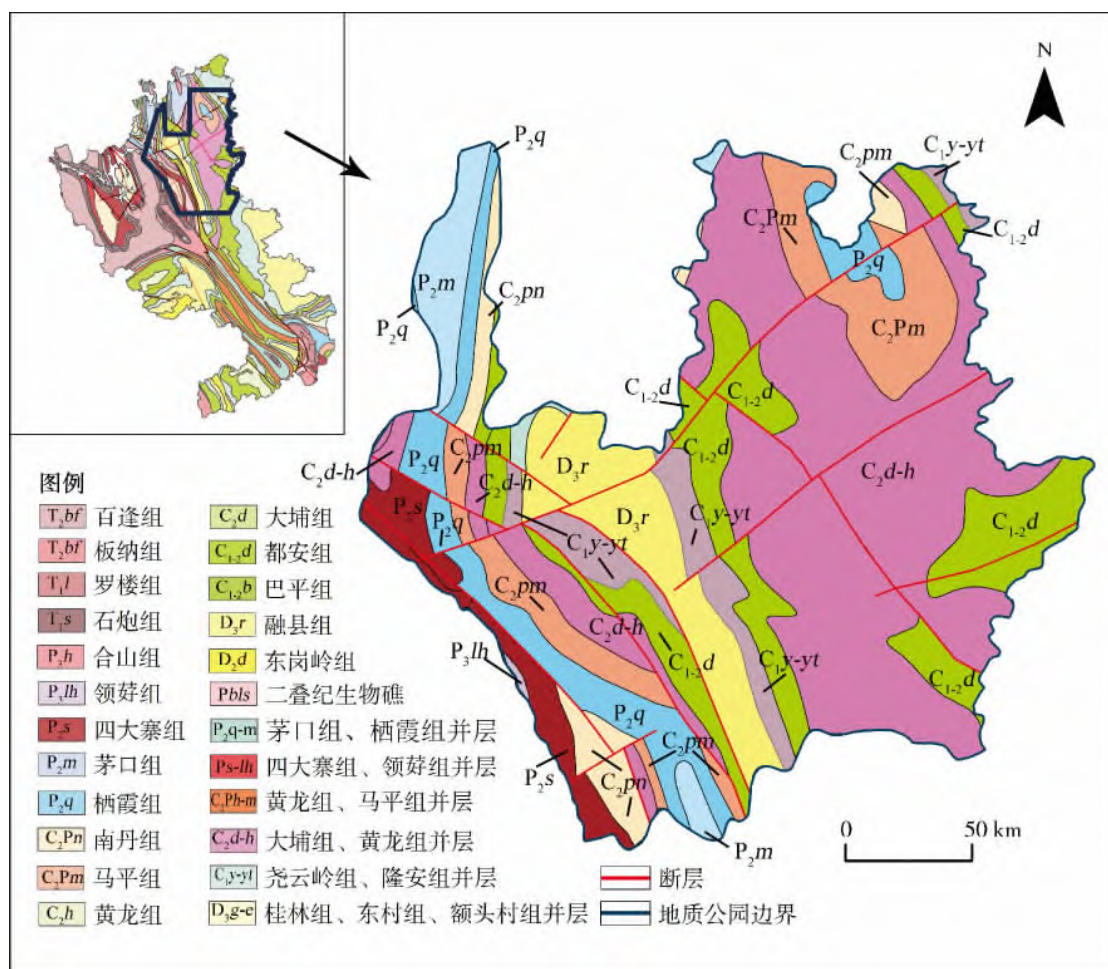 N
P₂q
C₁y-yt
C₂pm
C₂Pm
C₁₋₂d
P₂q
P₂m
C₂pn
P₂q
C₂Pm
C₁₋₂d
C₁₋₂d
C₂pm
C₁₋₂d
P₂q
D₃r
C₂d-h
C₂d-h
C₂d-h
P₂s
P₂q
D₃r
C₁y-yt
C₁₋₂d
C₁y-yt
C₂pm
C₂d-h
P₃lh
C₁₋₂d
C₁y-yt
C₁₋₂d
P₂q
C₂pm
P₂s
C₂pn
P₂m
0 50 km
图例
T₂bf 百逢组
T₂bf 板纳组
T₁l 罗楼组
T₁s 石炮组
P₃h 合山组
P₃lh 领薅组
P₂s 四大寨组
P₂m 茅口组
P₂q 栖霞组
C₂Pn 南丹组
C₂Pm 马平组
C₂h 黄龙组
C₂d 大埔组
C₁₋₂d 都安组
C₁₋₂b 巴平组
D₃r 融县组
D₂d 东岗岭组
Pbls 二叠纪生物礁
P₂q-m 茅口组、栖霞组并层
Ps-lh 四大寨组、领薅组并层
C₂Ph-m 黄龙组、马平组并层
C₂d-h 大埔组、黄龙组并层
C₁y-yt 尧云岭组、隆安组并层
D₃g-e 桂林组、东村组、额头村组并层
断层
地质公园边界